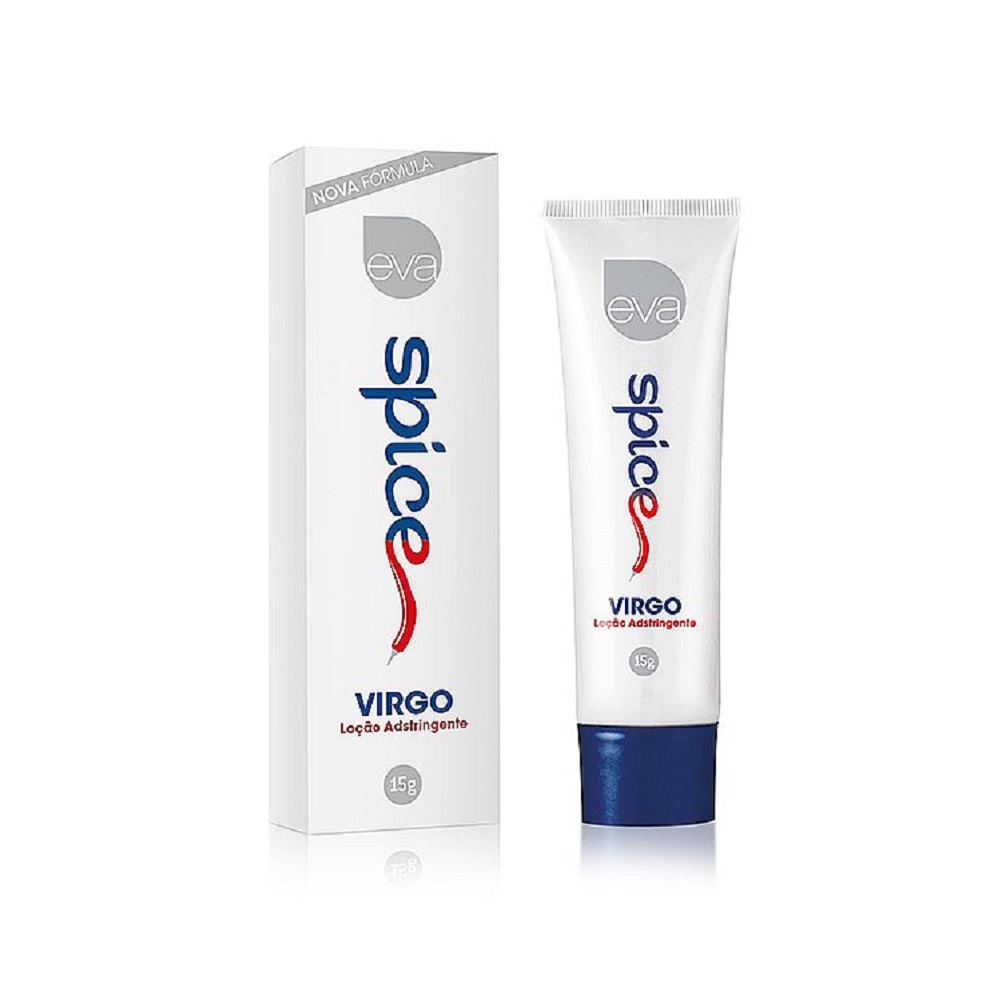 NOVA FÓRMULA
eva
spice
VIRGO
Loção Adstringente
15g
eva
spice
VIRGO
Loção Adstringente
15g